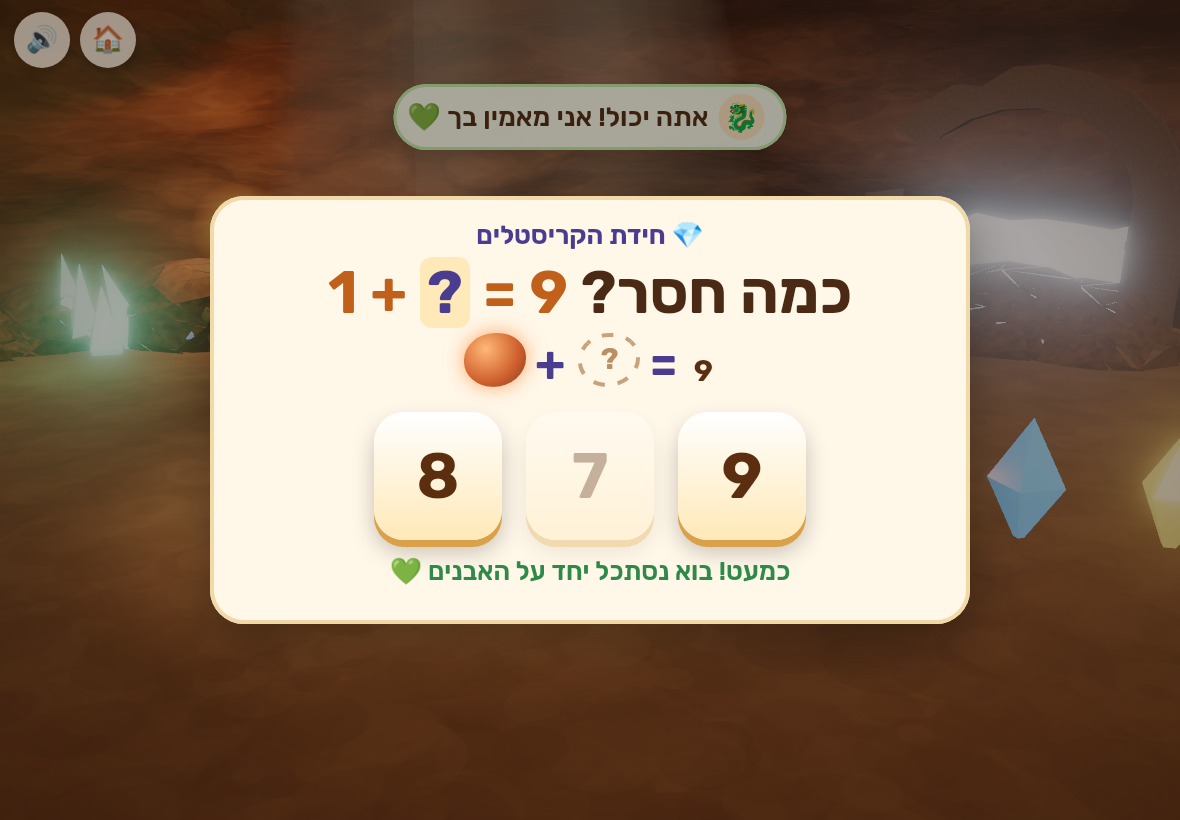 אתה יכול! אני מאמין בך
חידת הקריסטלים
כמה חסר? 1 + ? = 9
+ ? = 9
8 7 9
כמעט! בוא נסתכל יחד על האבנים